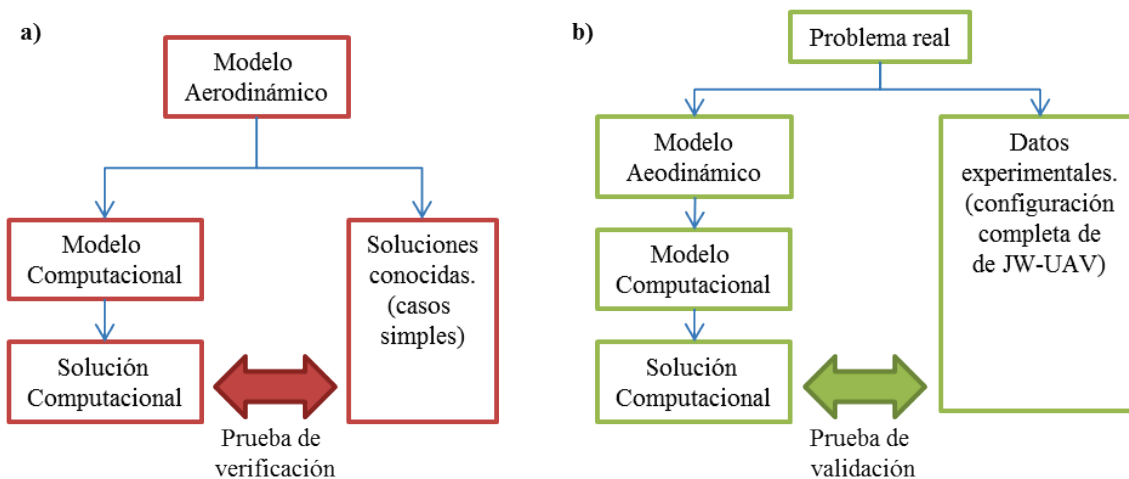 a)
Modelo
Aerodinámico
Modelo
Computacional
Solución
Computacional
Soluciones
conocidas.
(casos
simples)
Prueba de
verificación
b)
Problema real
Modelo
Aeodinámico
Modelo
Computacional
Solución
Computacional
Datos
experimentales.
(configuración
completa de
de JW-UAV)
Prueba de
validación